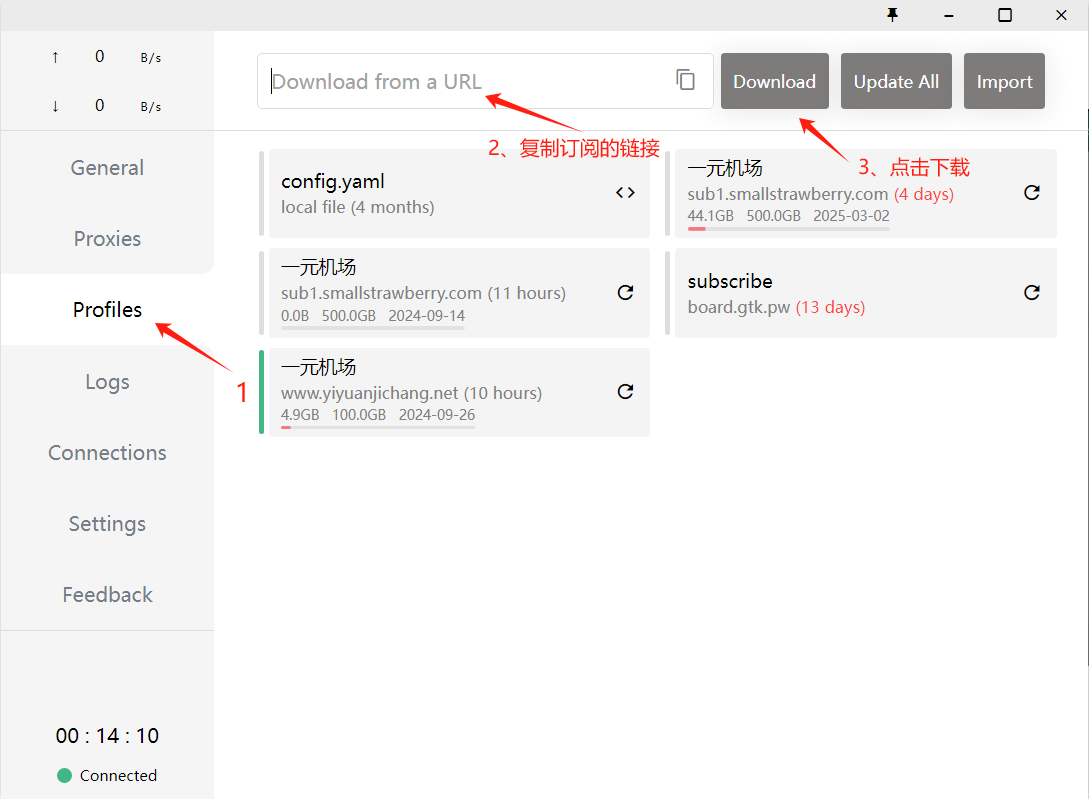 ↑ 0 B/s
↓ 0 B/s
General
Proxies
Profiles
1
Logs
Connections
Settings
Feedback
00 : 14 : 10
Connected
Download from a URL
Download
Update All
Import
2、复制订阅的链接
3、点击下载
config.yaml
local file (4 months)
一元机场
sub1.smallstrawberry.com (4 days)
44.1GB 500.0GB 2025-03-02
一元机场
sub1.smallstrawberry.com (11 hours)
0.0B 500.0GB 2024-09-14
subscribe
board.gtk.pw (13 days)
一元机场
www.yiyuanjichang.net (10 hours)
4.9GB 100.0GB 2024-09-26